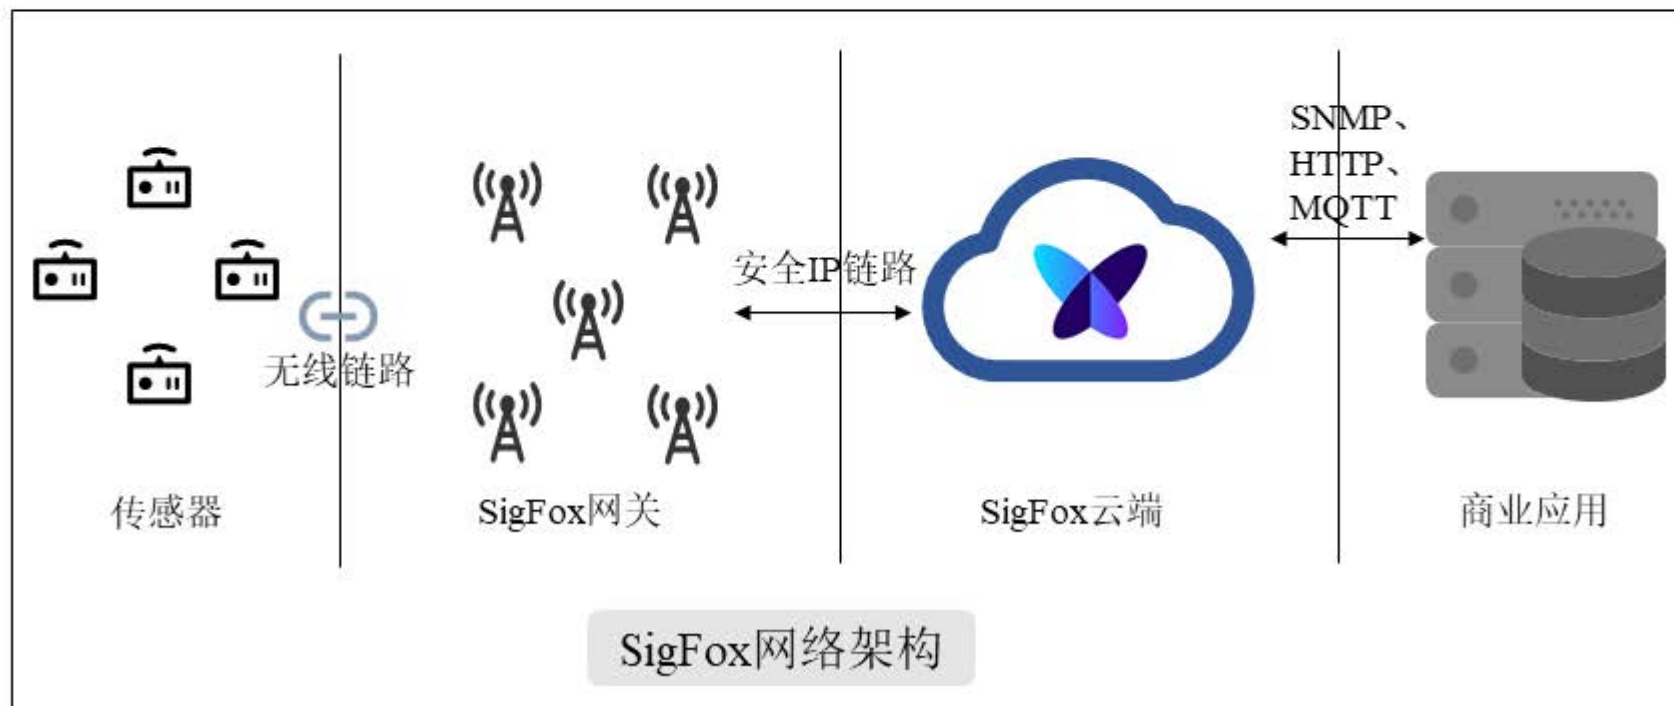 SNMP、
HTTP、
MQTT
安全IP链路
无线链路
传感器
SigFox网关
SigFox云端
商业应用
SigFox网络架构